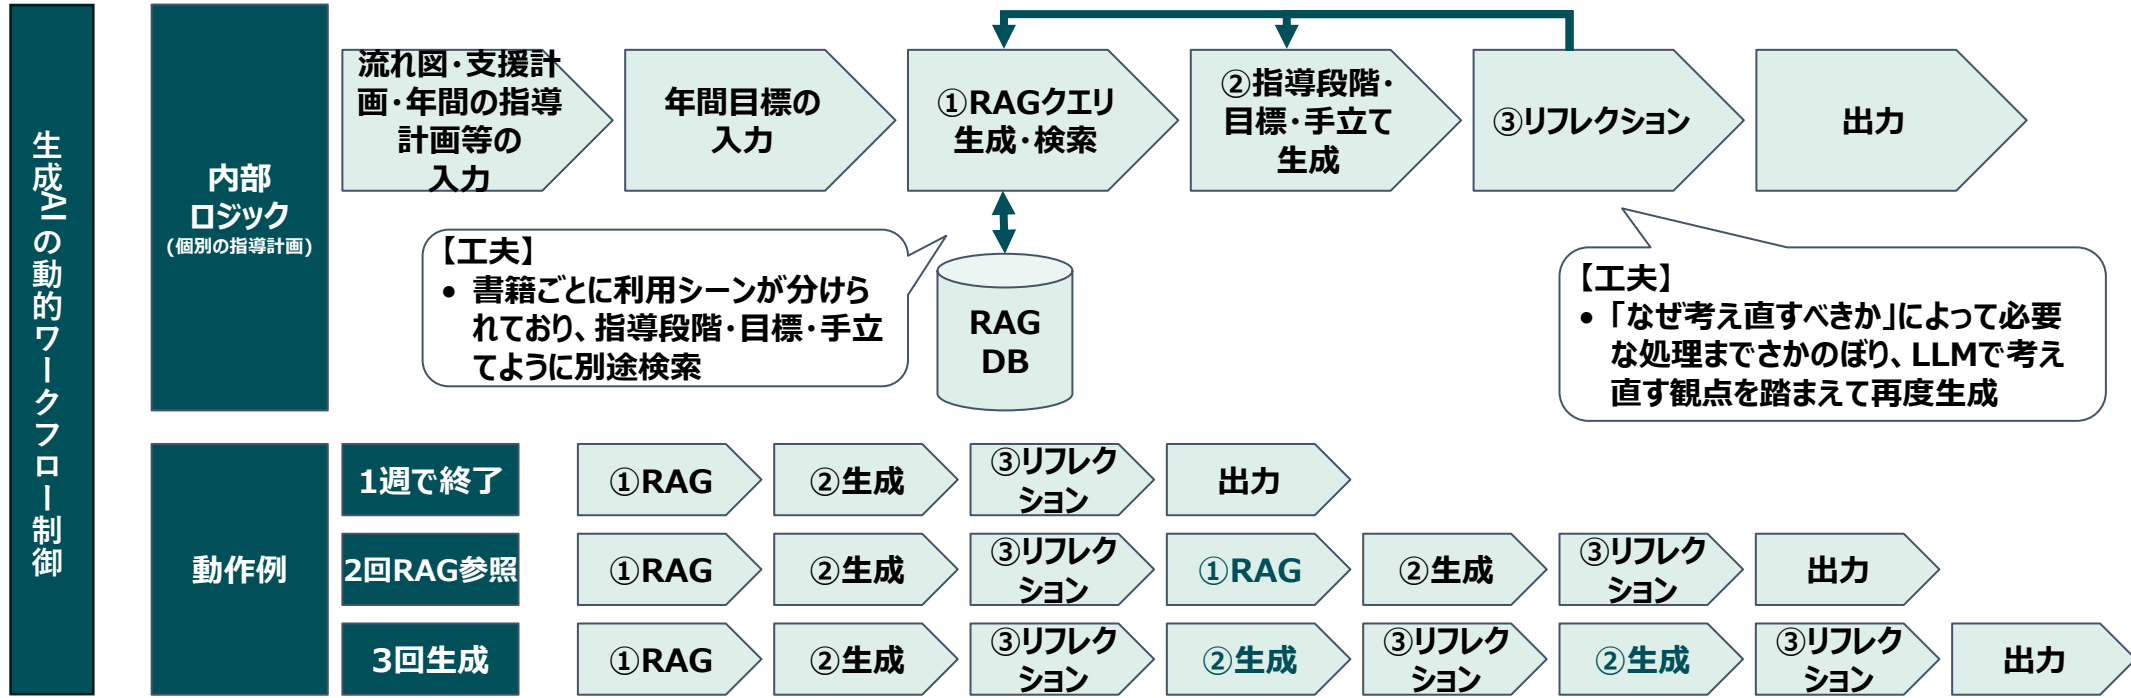 生成AIの動的ワークフロー制御
内部
ロジック
(個別の指導計画)
流れ図・支援計
画・年間の指導
計画等の
入力
年間目標の
入力
①RAGクエリ
生成・検索
②指導段階・
目標・手立て
生成
③リフレクション
出力
【工夫】
• 書籍ごとに利用シーンが分けら
れており、指導段階・目標・手立
てように別途検索
RAG
DB
【工夫】
• 「なぜ考え直すべきか」によって必要
な処理までさかのぼり、LLMで考え
直す観点を踏まえて再度生成
動作例
1週で終了
①RAG
②生成
③リフレク
ション
出力
2回RAG参照
①RAG
②生成
③リフレク
ション
①RAG
②生成
③リフレク
ション
出力
3回生成
①RAG
②生成
③リフレク
ション
②生成
③リフレク
ション
②生成
③リフレク
ション
出力